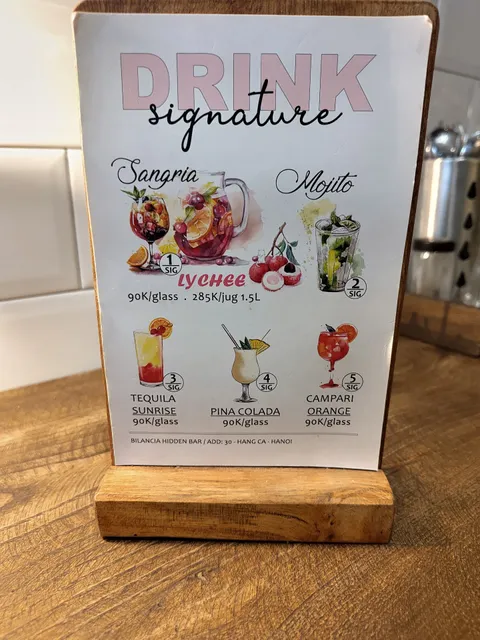 DRINK
signature
Sangria
Mojito
1
SIG
LYCHEE
2
SIG
90K/glass . 285K/jug 1.5L
3
SIG
4
SIG
5
SIG
TEQUILA
SUNRISE
90K/glass
PINA COLADA
90K/glass
CAMPARI
ORANGE
90K/glass
BILANCIA HIDDEN BAR / ADD: 30 - HANG CA - HANOI